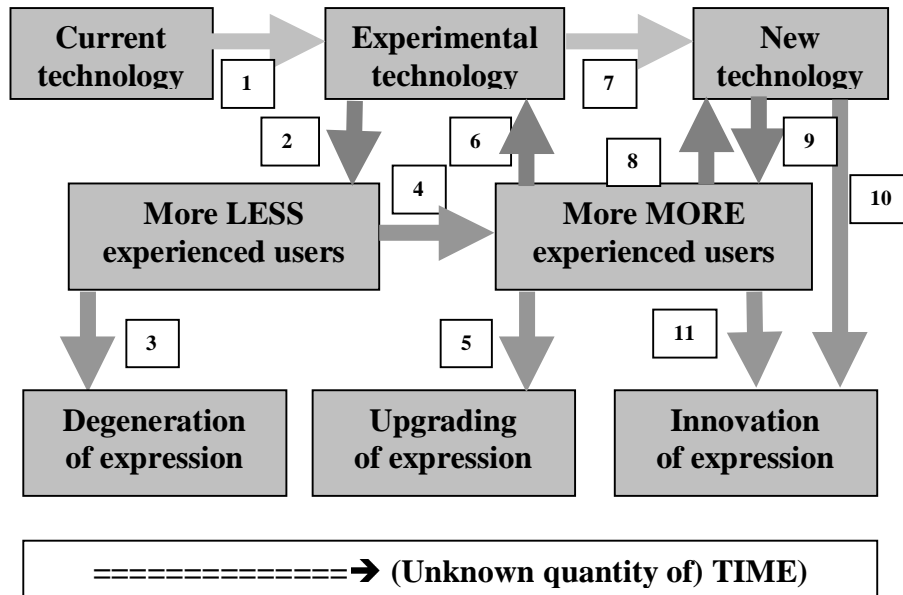 Current
technology
Experimental
technology
New
technology
1
7
2
6
8
9
4
10
More LESS
experienced users
More MORE
experienced users
3
5
11
Degeneration
of expression
Upgrading
of expression
Innovation
of expression
===============➔ (Unknown quantity of) TIME)